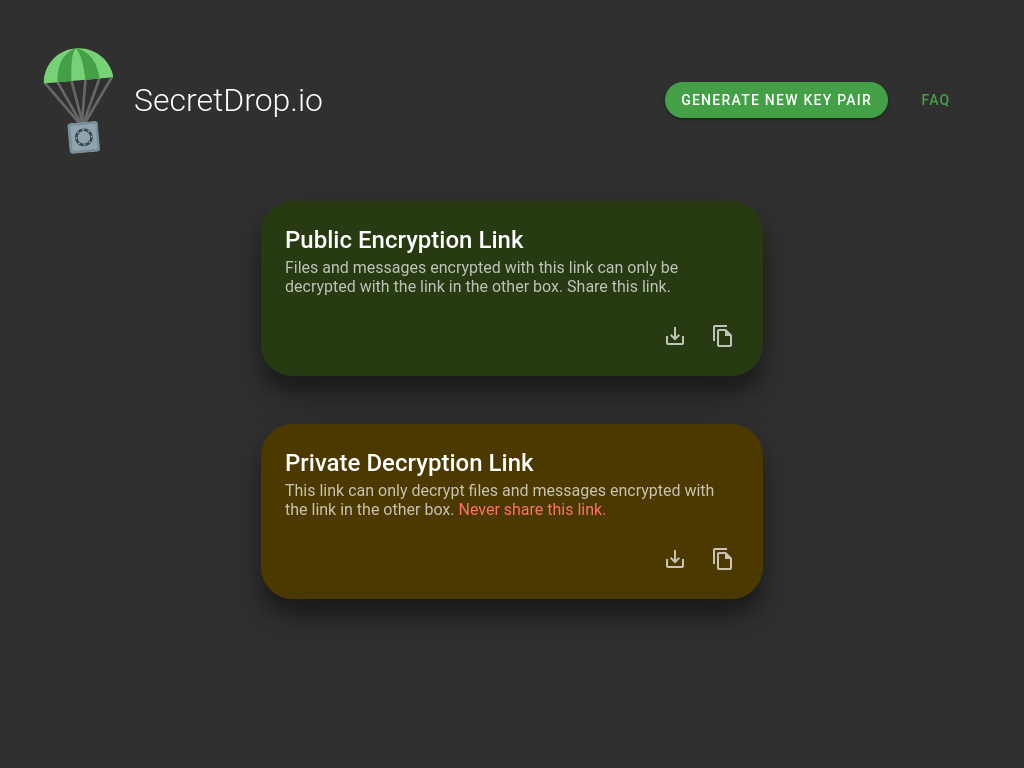 SecretDrop.io
GENERATE NEW KEY PAIR
FAQ
Public Encryption Link
Files and messages encrypted with this link can only be
decrypted with the link in the other box. Share this link.
Private Decryption Link
This link can only decrypt files and messages encrypted with
the link in the other box. Never share this link.